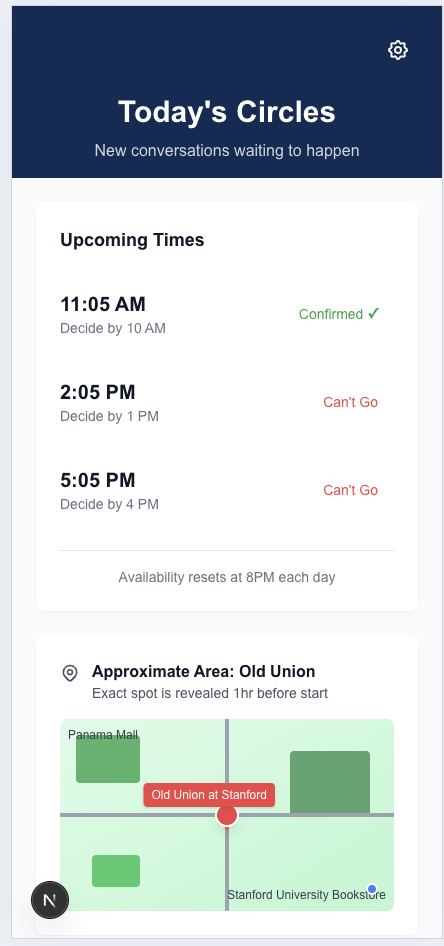 Today's Circles
New conversations waiting to happen
Upcoming Times
11:05 AM
Decide by 10 AM
Confirmed ✓
2:05 PM
Decide by 1 PM
Can't Go
5:05 PM
Decide by 4 PM
Can't Go
Availability resets at 8PM each day
Approximate Area: Old Union
Exact spot is revealed 1hr before start
Panama Mall
Old Union at Stanford
Stanford University Bookstore
N